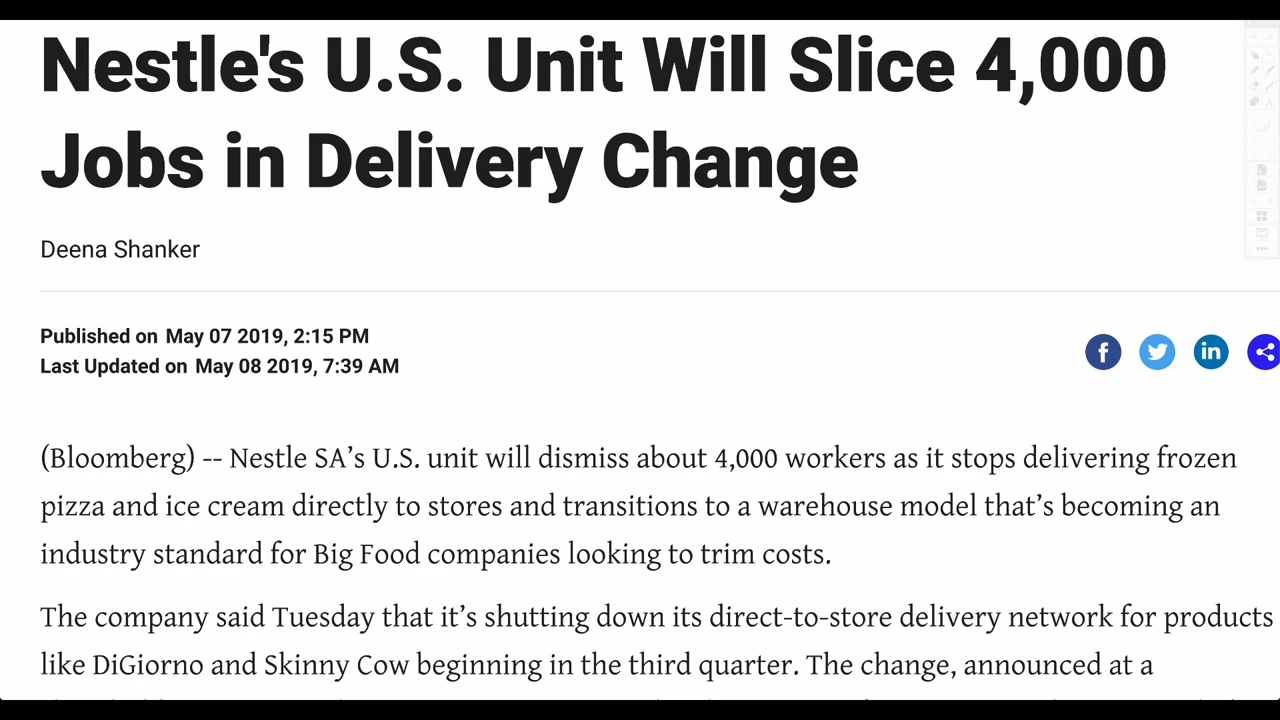 Nestle's U.S. Unit Will Slice 4,000
Jobs in Delivery Change
Deena Shanker
Published on May 07 2019, 2:15 PM
Last Updated on May 08 2019, 7:39 AM
(Bloomberg) -- Nestle SA’s U.S. unit will dismiss about 4,000 workers as it stops delivering frozen
pizza and ice cream directly to stores and transitions to a warehouse model that’s becoming an
industry standard for Big Food companies looking to trim costs.
The company said Tuesday that it’s shutting down its direct-to-store delivery network for products
like DiGiorno and Skinny Cow beginning in the third quarter. The change, announced at a